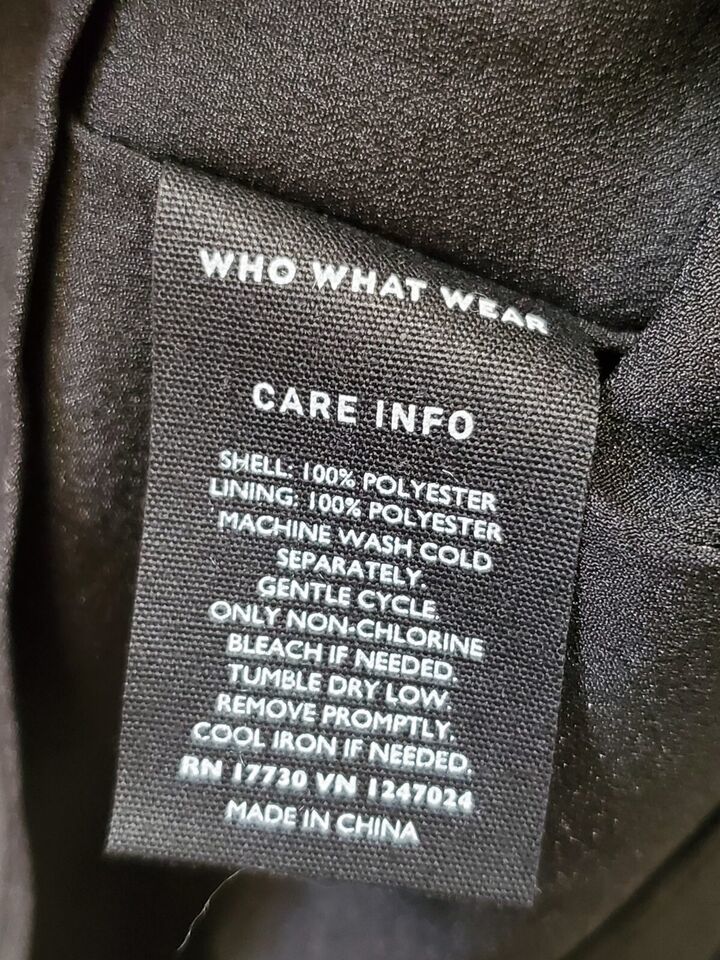 WHO WHAT WEAR
CARE INFO
SHELL: 100% POLYESTER
LINING: 100% POLYESTER
MACHINE WASH COLD
SEPARATELY.
GENTLE CYCLE.
ONLY NON-CHLORINE
BLEACH IF NEEDED.
TUMBLE DRY LOW.
REMOVE PROMPTLY.
COOL IRON IF NEEDED.
RN 17730 VN 1247024
MADE IN CHINA